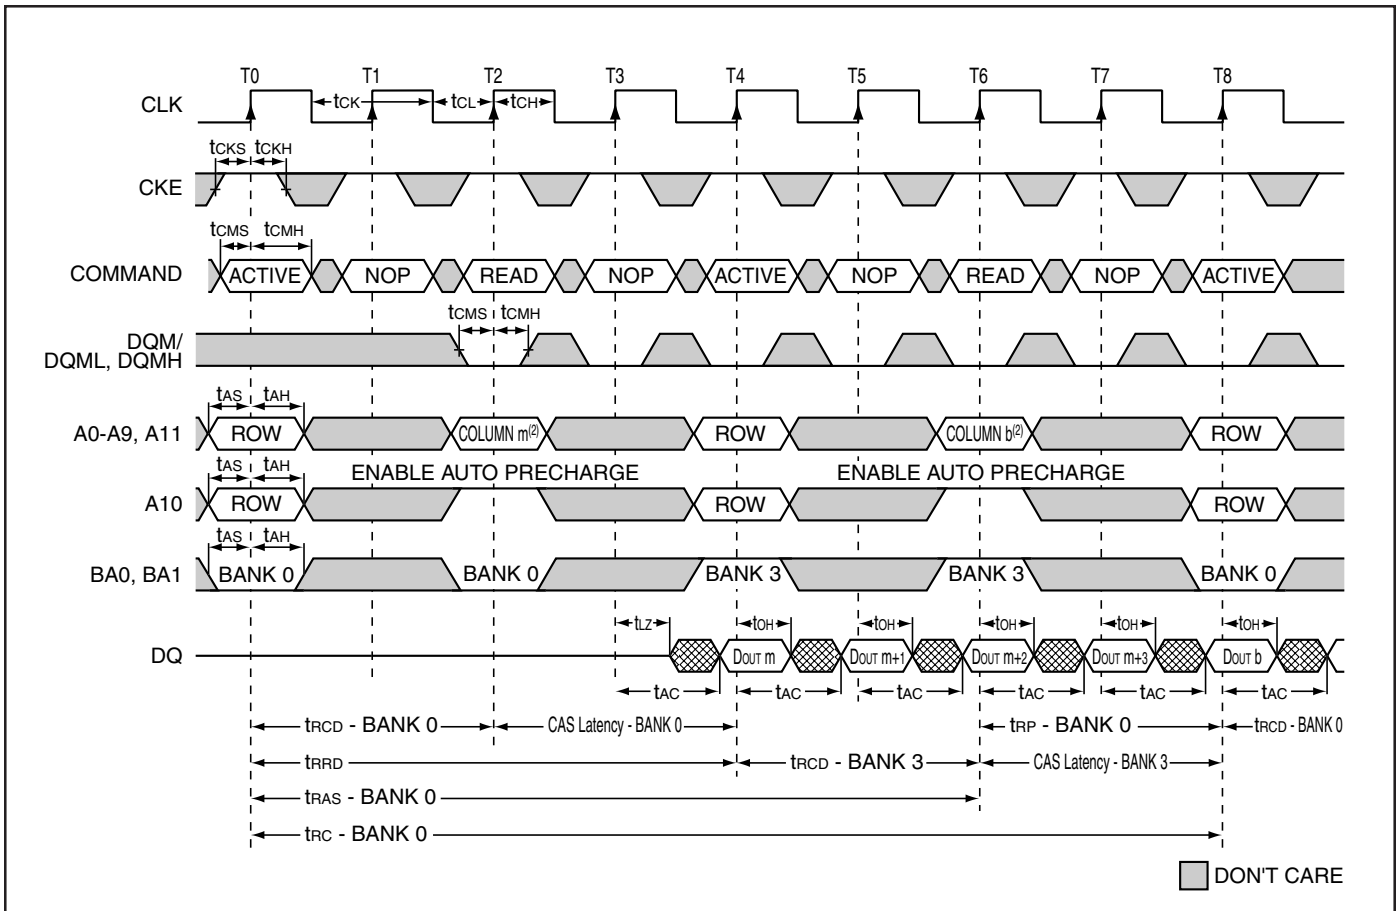 T0 T1 T2 T3 T4 T5 T6 T7 T8
CLK tCK tCL tCH
tCKS tCKH
CKE
tCMS tCMH
COMMAND ACTIVE NOP READ NOP ACTIVE NOP READ NOP ACTIVE
tCMS tCMH
DQM/
DQML, DQMH
tAS tAH
A0-A9, A11 ROW COLUMN m(2) ROW COLUMN b(2) ROW
tAS tAH ENABLE AUTO PRECHARGE ENABLE AUTO PRECHARGE
A10 ROW ROW ROW
tAS tAH
BA0, BA1 BANK 0 BANK 0 BANK 3 BANK 3 BANK 0
tLZ tOH tOH tOH tOH tOH
DQ DOUT m DOUT m+1 DOUT m+2 DOUT m+3 DOUT b
tAC tAC tAC tAC tAC tAC
tRCD - BANK 0 CAS Latency - BANK 0 tRP - BANK 0 tRCD - BANK 0
tRRD tRCD - BANK 3 CAS Latency - BANK 3
tRAS - BANK 0
tRC - BANK 0
DON'T CARE